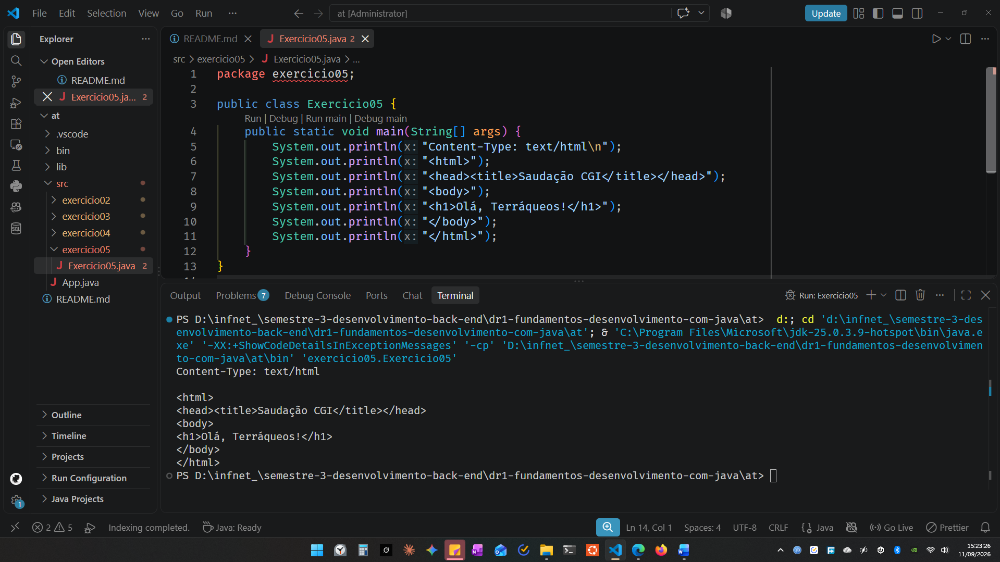 File Edit Selection View Go Run ···
at [Administrator]
Update
Explorer ···
Open Editors
README.md
Exercicio05.ja... 2
at
.vscode
bin
lib
src
exercicio02
exercicio03
exercicio04
exercicio05
Exercicio05.java 2
App.java
README.md
Outline
Timeline
Projects
Run Configuration
Java Projects
README.md
Exercicio05.java 2
src > exercicio05 > Exercicio05.java > ...
1 package exercicio05;
2
3 public class Exercicio05 {
Run | Debug | Run main | Debug main
4 public static void main(String[] args) {
5 System.out.println(x: "Content-Type: text/html\n");
6 System.out.println(x: "<html>");
7 System.out.println(x: "<head><title>Saudação CGI</title></head>");
8 System.out.println(x: "<body>");
9 System.out.println(x: "<h1>Olá, Terráqueos!</h1>");
10 System.out.println(x: "</body>");
11 System.out.println(x: "</html>");
12 }
13 }
Output Problems 7 Debug Console Ports Chat Terminal
Run: Exercicio05
PS D:\infnet_\semestre-3-desenvolvimento-back-end\dr1-fundamentos-desenvolvimento-com-java\at> d:; cd 'd:\infnet_\semestre-3-des
envolvimento-back-end\dr1-fundamentos-desenvolvimento-com-java\at'; & 'C:\Program Files\Microsoft\jdk-25.0.3.9-hotspot\bin\java.e
xe' '-XX:+ShowCodeDetailsInExceptionMessages' '-cp' 'D:\infnet_\semestre-3-desenvolvimento-back-end\dr1-fundamentos-desenvolvimen
to-com-java\at\bin' 'exercicio05.Exercicio05'
Content-Type: text/html

<html>
<head><title>Saudação CGI</title></head>
<body>
<h1>Olá, Terráqueos!</h1>
</body>
</html>
PS D:\infnet_\semestre-3-desenvolvimento-back-end\dr1-fundamentos-desenvolvimento-com-java\at>
1
2 5 Indexing completed. Java: Ready
Ln 14, Col 1 Spaces: 4 UTF-8 CRLF Java Go Live Prettier
15:23:26
11/09/2026